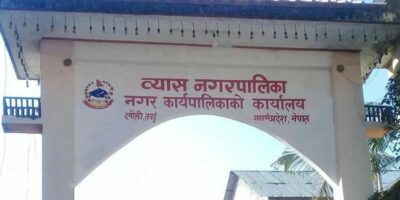 व्यास नगरपालिका
नगर कार्यपालिकाको कार्यालय
दमौली, तनहुँ
प्रदेश, नेपाल